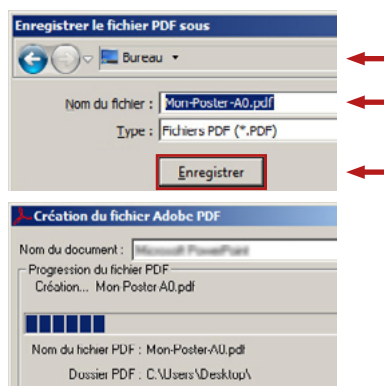 Enregistrer le fichier PDF sous
Bureau
Nom du fichier : Mon-Poster-A0.pdf
Type : Fichiers PDF (*.PDF)
Enregistrer
Création du fichier Adobe PDF
Nom du document : Microsoft PowerPoint
Progression du fichier PDF
Création... Mon-Poster A0.pdf
Nom du fichier PDF : Mon-Poster-A0.pdf
Dossier PDF : C:\Users\Desktop\